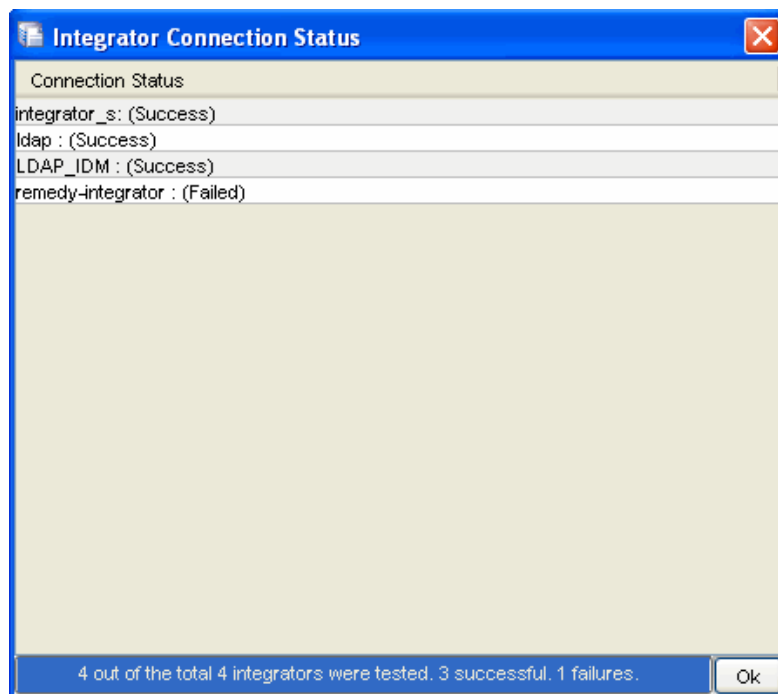 Integrator Connection Status
Connection Status
integrator_s: (Success)
ldap : (Success)
LDAP_IDM : (Success)
remedy-integrator : (Failed)
4 out of the total 4 integrators were tested. 3 successful. 1 failures.
Ok